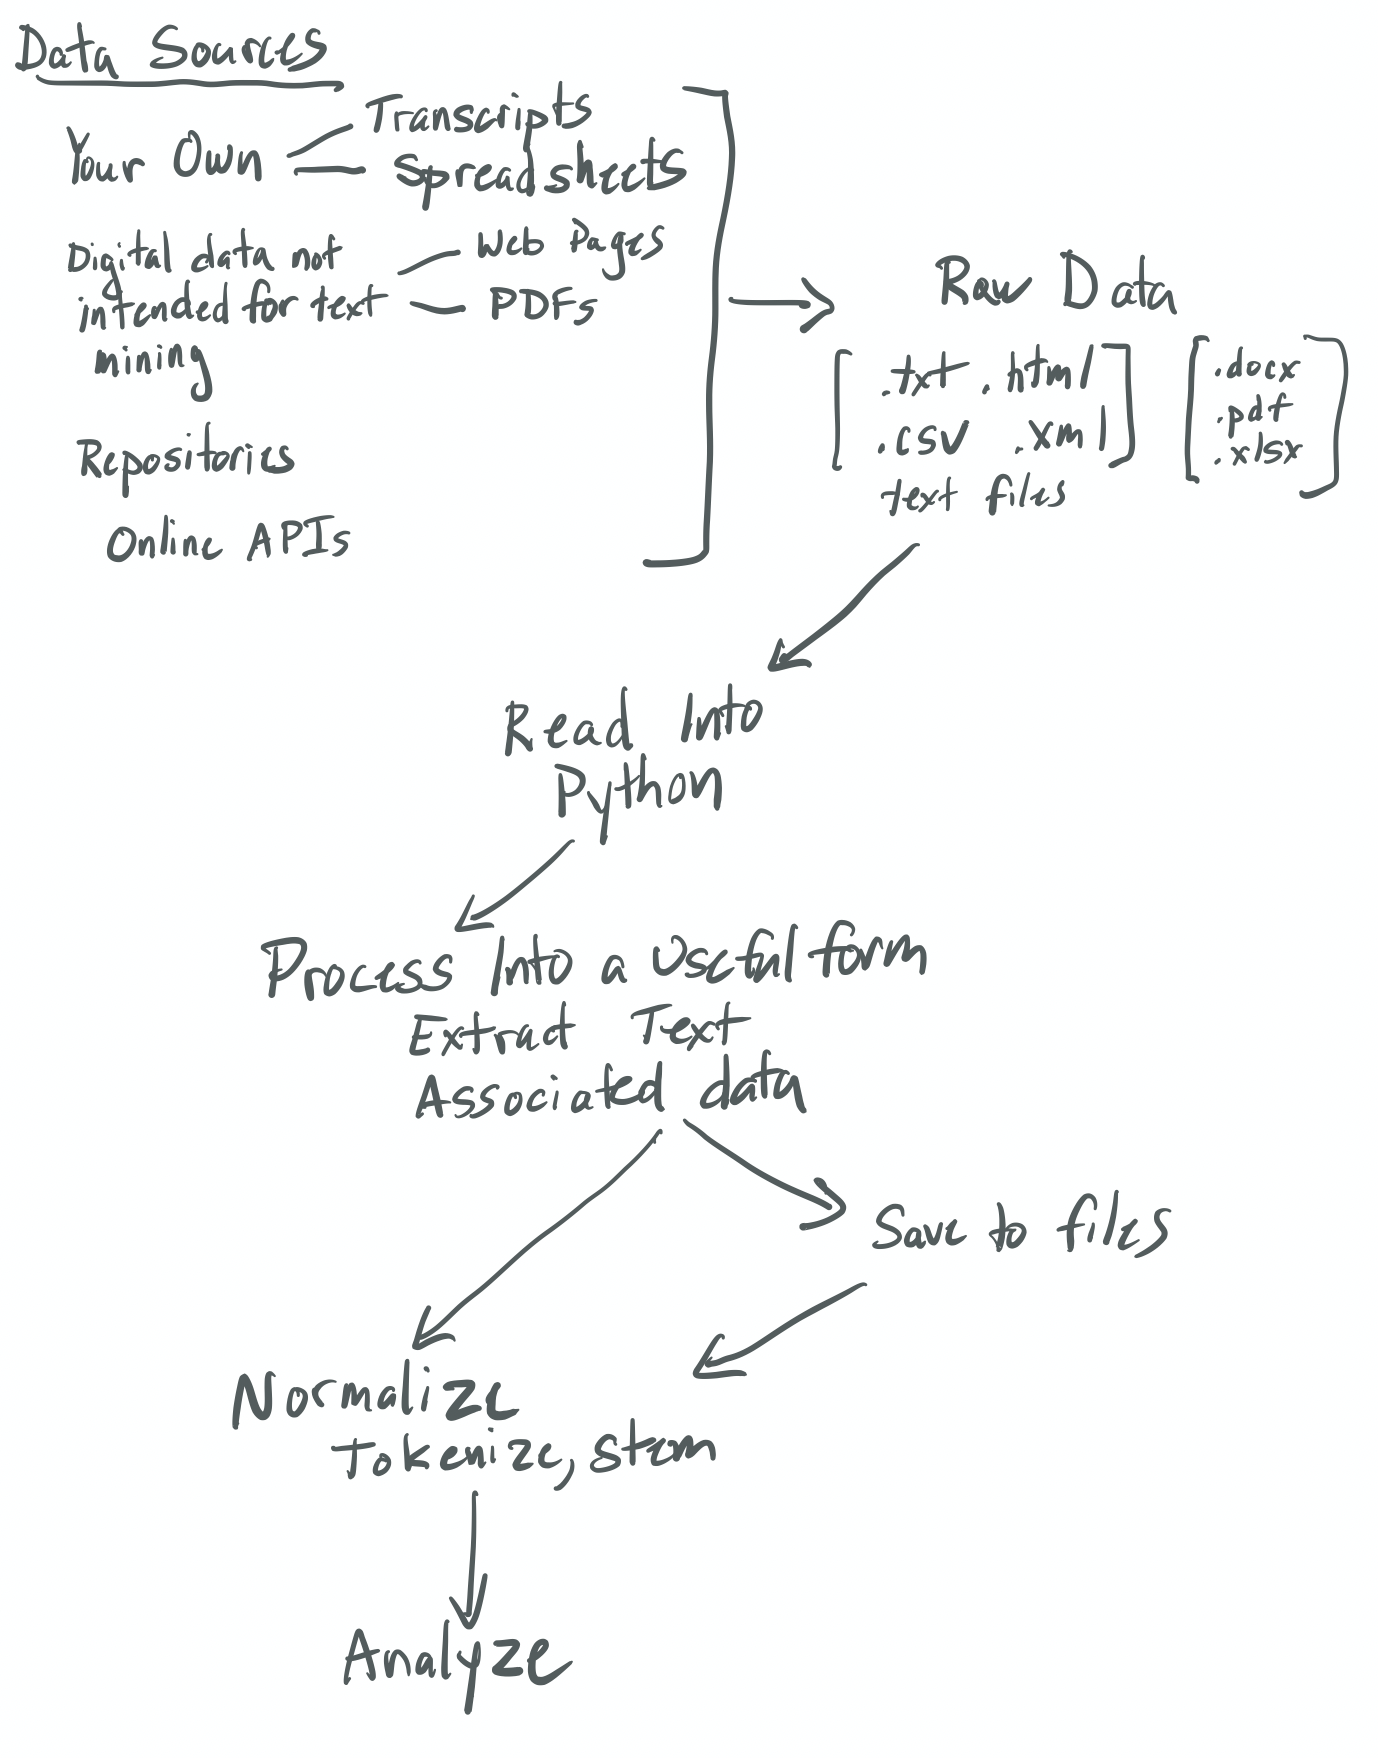 Data Sources
Your Own
Transcripts
Spreadsheets
Digital data not
intended for text
mining
Web Pages
PDFs
Repositories
Online APIs
Raw Data
.txt .html
.csv .xml
text files
.docx
.pdf
.xlsx
Read Into
Python
Process Into a Useful form
Extract Text
Associated data
Save to files
Normalize
Tokenize, stem
Analyze